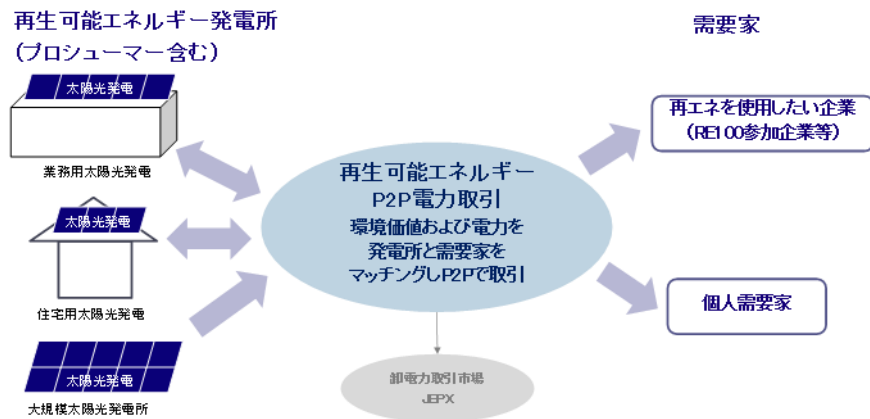 再生可能エネルギー発電所
(プロシューマー含む)
需要家
太陽光発電
業務用太陽光発電
太陽光発電
住宅用太陽光発電
太陽光発電
大規模太陽光発電所
再生可能エネルギー
P2P電力取引
環境価値および電力を
発電所と需要家を
マッチングしP2Pで取引
卸電力取引市場
JEPX
再エネを使用したい企業
(RE100参加企業等)
個人需要家